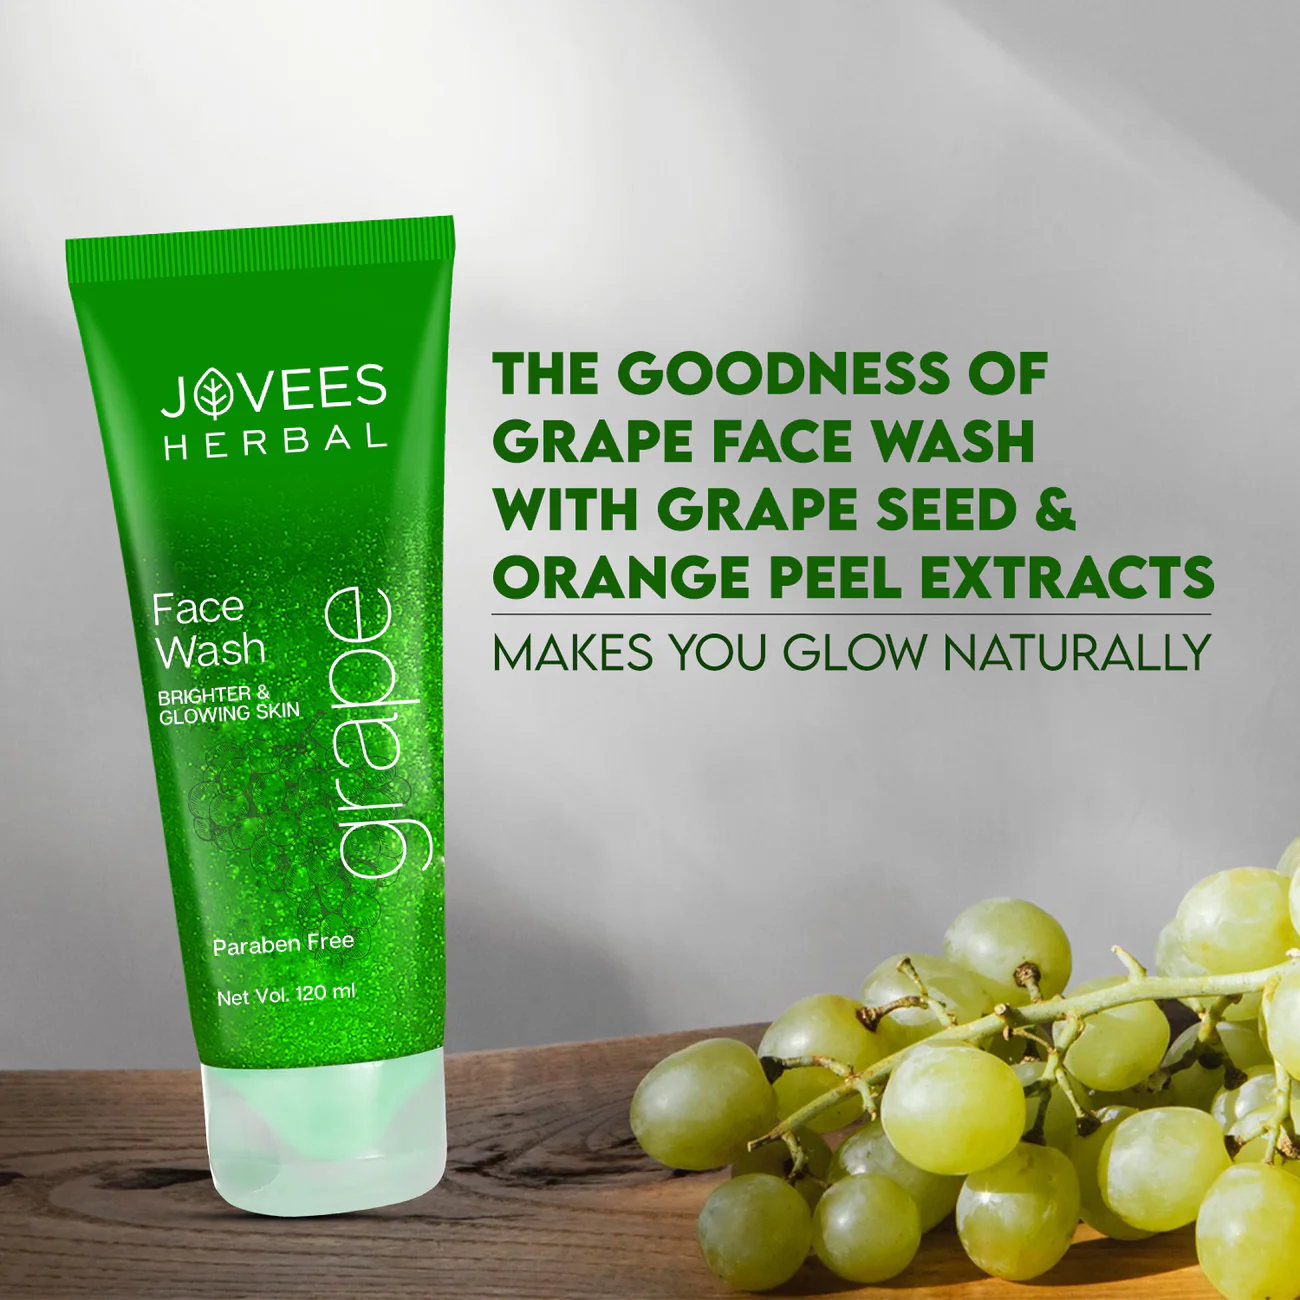 JOVEES
HERBAL
Face
Wash
BRIGHTER &
GLOWING SKIN
grape
Paraben Free
Net Vol. 120 ml
THE GOODNESS OF
GRAPE FACE WASH
WITH GRAPE SEED &
ORANGE PEEL EXTRACTS
MAKES YOU GLOW NATURALLY